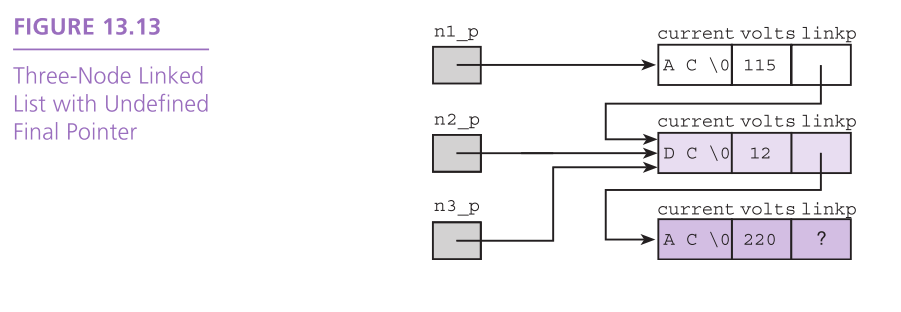 FIGURE 13.13
Three-Node Linked
List with Undefined
Final Pointer
n1_p
current volts linkp
A C \0 115
n2_p
current volts linkp
D C \0 12
n3_p
current volts linkp
A C \0 220 ?